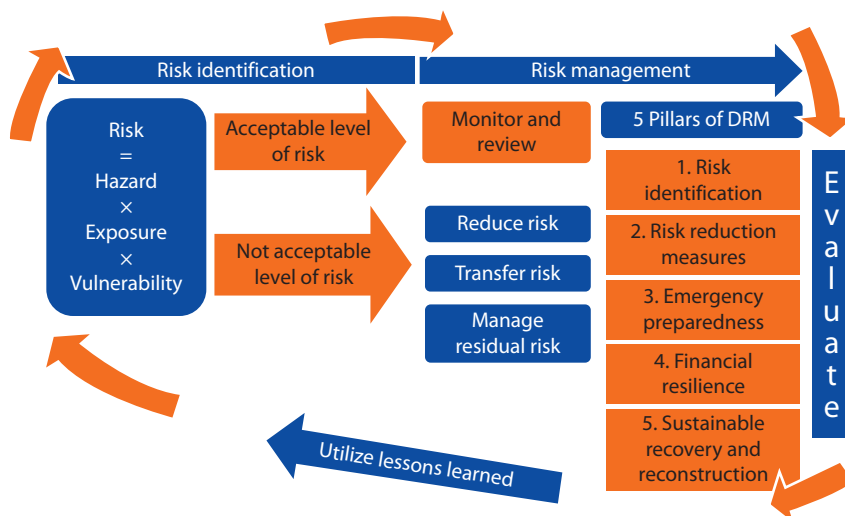 Risk identification
Risk management
Risk
=
Hazard
×
Exposure
×
Vulnerability
Acceptable level
of risk
Not acceptable
level of risk
Monitor and
review
Reduce risk
Transfer risk
Manage
residual risk
5 Pillars of DRM
1. Risk
identification
2. Risk reduction
measures
3. Emergency
preparedness
4. Financial
resilience
5. Sustainable
recovery and
reconstruction
Evaluate
Utilize lessons learned